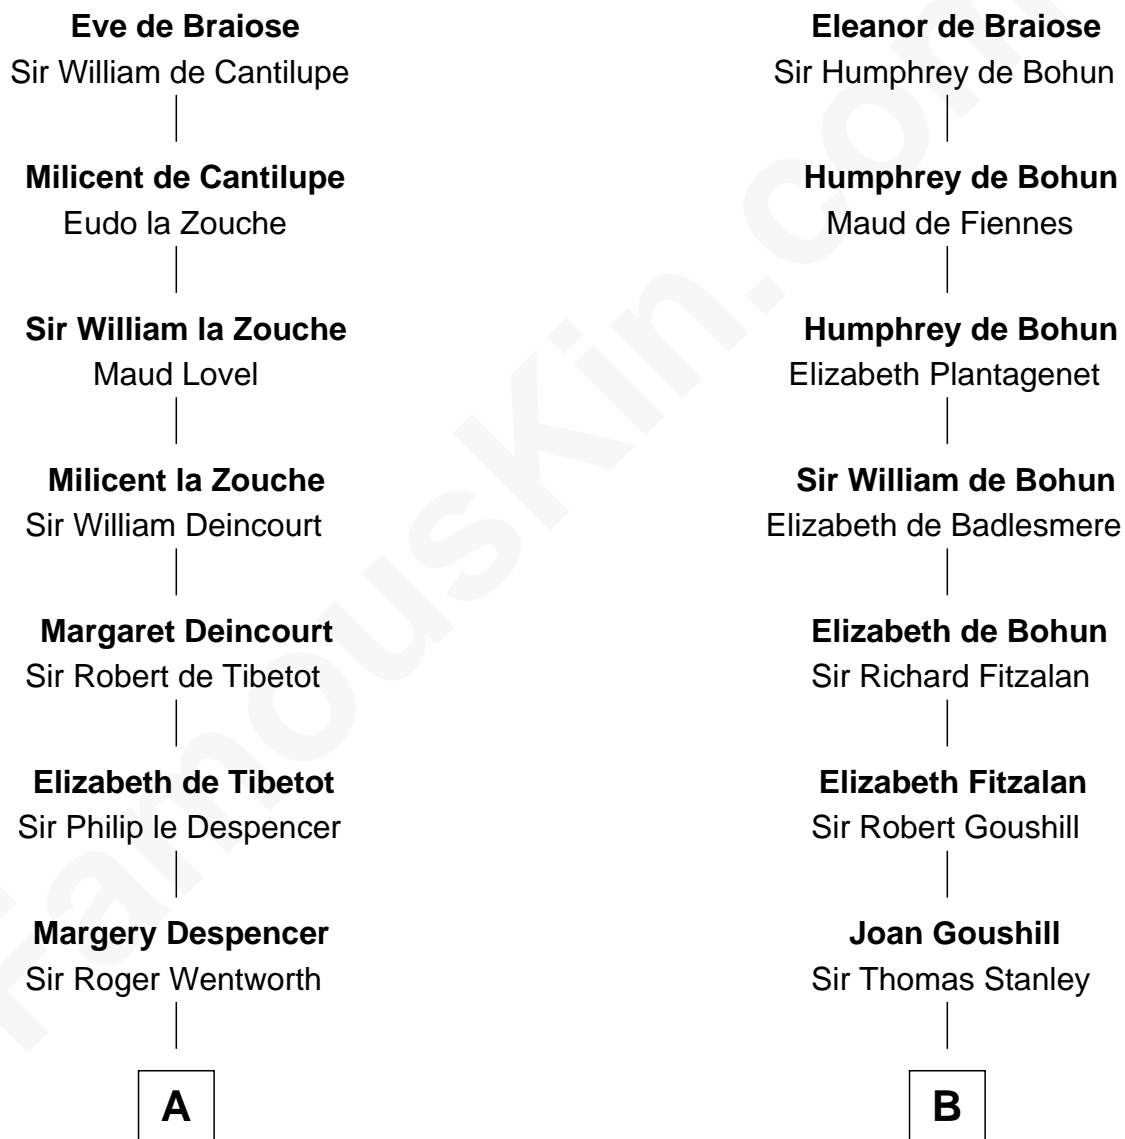 Eve de Braiose
Sir William de Cantilupe
Milicent de Cantilupe
Eudo la Zouche
Sir William la Zouche
Maud Lovel
Milicent la Zouche
Sir William Deincourt
Margaret Deincourt
Sir Robert de Tibetot
Elizabeth de Tibetot
Sir Philip le Despencer
Margery Despencer
Sir Roger Wentworth
A
Eleanor de Braiose
Sir Humphrey de Bohun
Humphrey de Bohun
Maud de Fiennes
Humphrey de Bohun
Elizabeth Plantagenet
Sir William de Bohun
Elizabeth de Badlesmere
Elizabeth de Bohun
Sir Richard Fitzalan
Elizabeth Fitzalan
Sir Robert Goushill
Joan Goushill
Sir Thomas Stanley
B
FamousKin.com